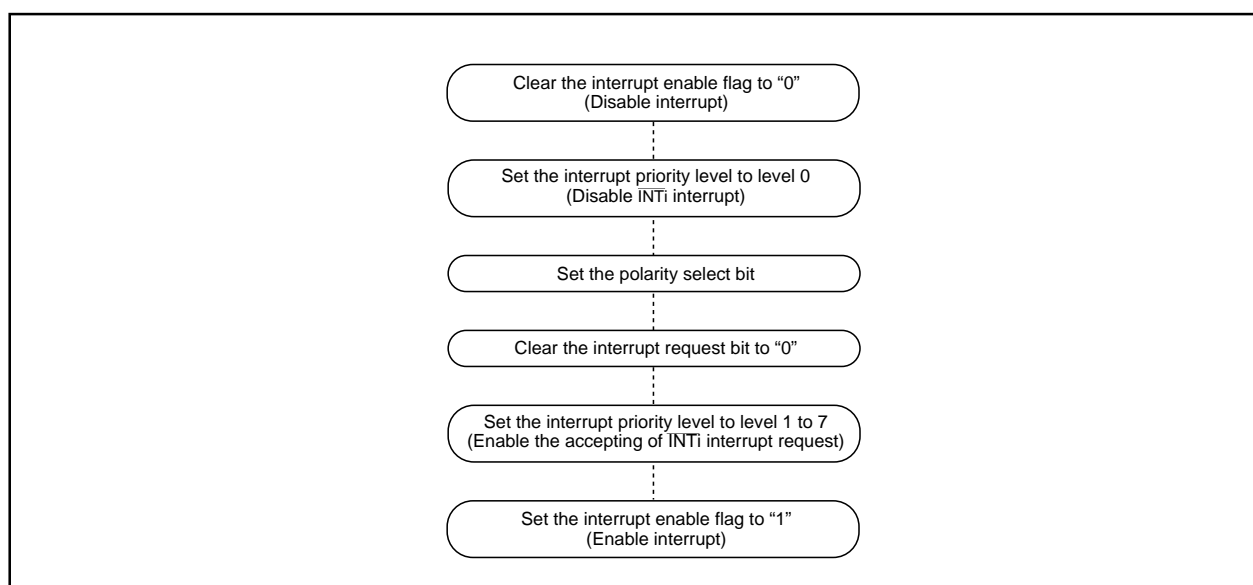 Clear the interrupt enable flag to “0”
(Disable interrupt)
Set the interrupt priority level to level 0
(Disable INTi interrupt)
Set the polarity select bit
Clear the interrupt request bit to “0”
Set the interrupt priority level to level 1 to 7
(Enable the accepting of INTi interrupt request)
Set the interrupt enable flag to “1”
(Enable interrupt)